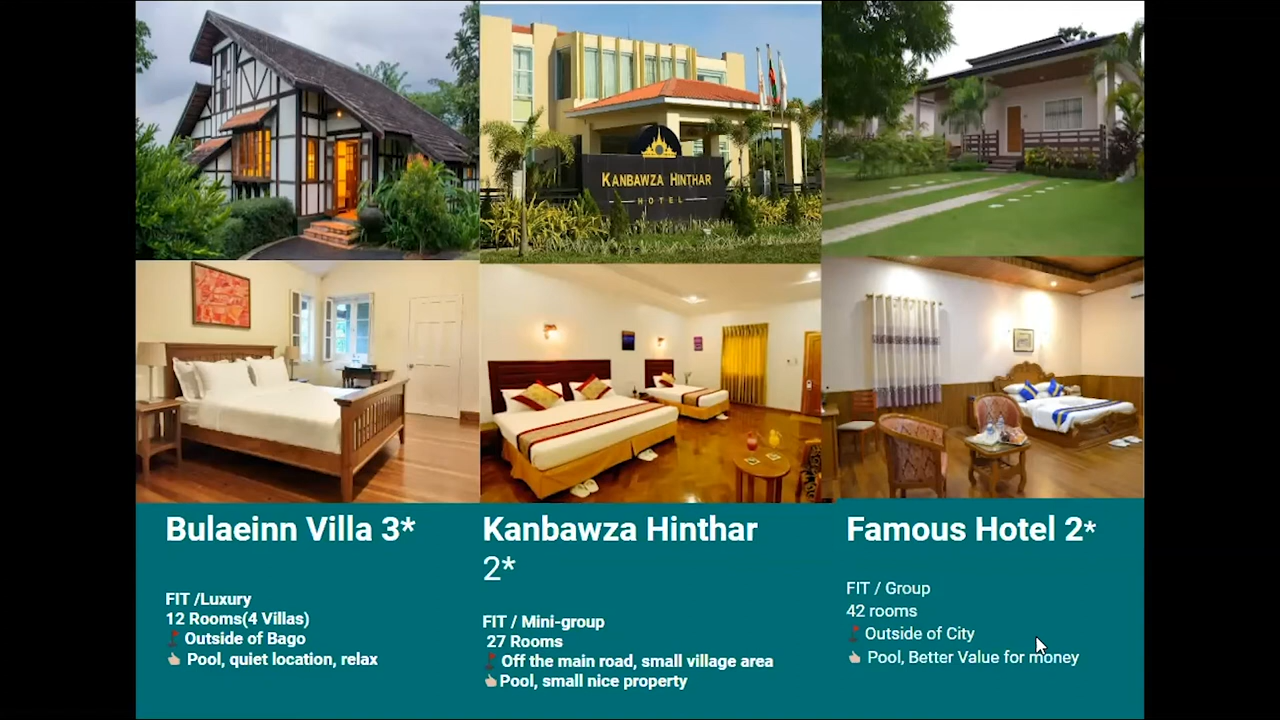 KANBAWZA HINTHAR
HOTEL
Bulaeinn Villa 3*
FIT /Luxury
12 Rooms(4 Villas)
Outside of Bago
Pool, quiet location, relax
Kanbawza Hinthar
2*
FIT / Mini-group
27 Rooms
Off the main road, small village area
Pool, small nice property
Famous Hotel 2*
FIT / Group
42 rooms
Outside of City
Pool, Better Value for money